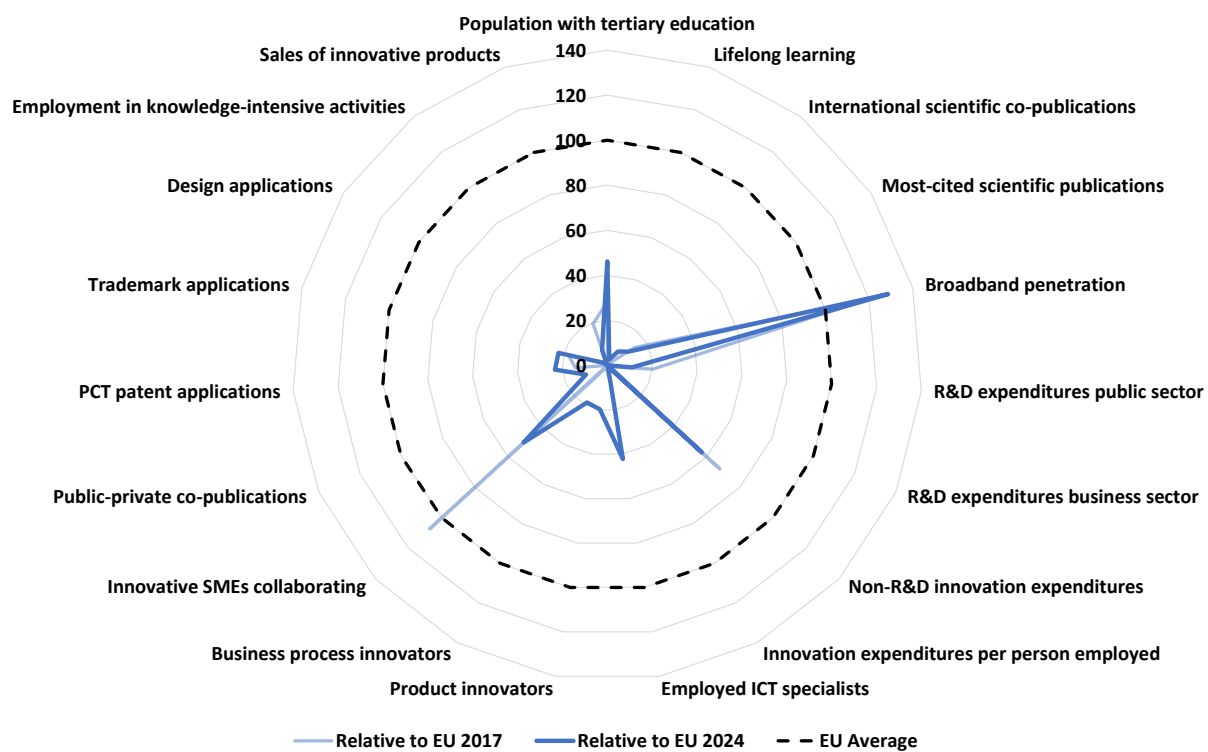 Population with tertiary education
140
Sales of innovative products
Lifelong learning
120
Employment in knowledge-intensive activities
International scientific co-publications
100
Design applications
Most-cited scientific publications
80
60
40
Trademark applications
Broadband penetration
20
0
PCT patent applications
R&D expenditures public sector
Public-private co-publications
R&D expenditures business sector
Innovative SMEs collaborating
Non-R&D innovation expenditures
Business process innovators
Innovation expenditures per person employed
Product innovators
Employed ICT specialists
Relative to EU 2017
Relative to EU 2024
EU Average